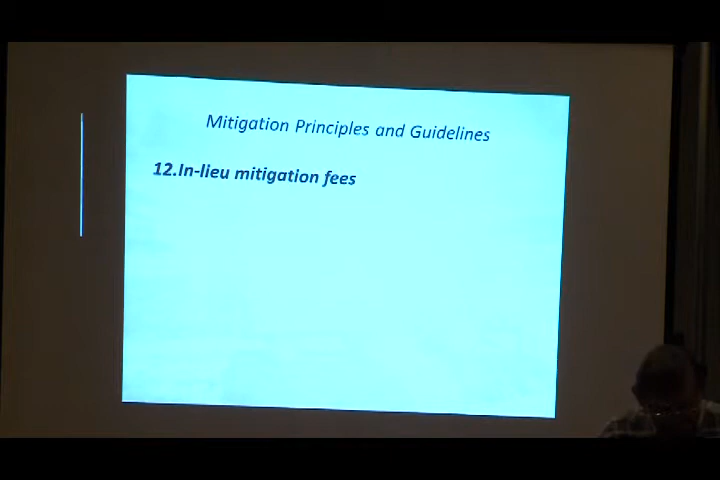 Mitigation Principles and Guidelines
12.In-lieu mitigation fees